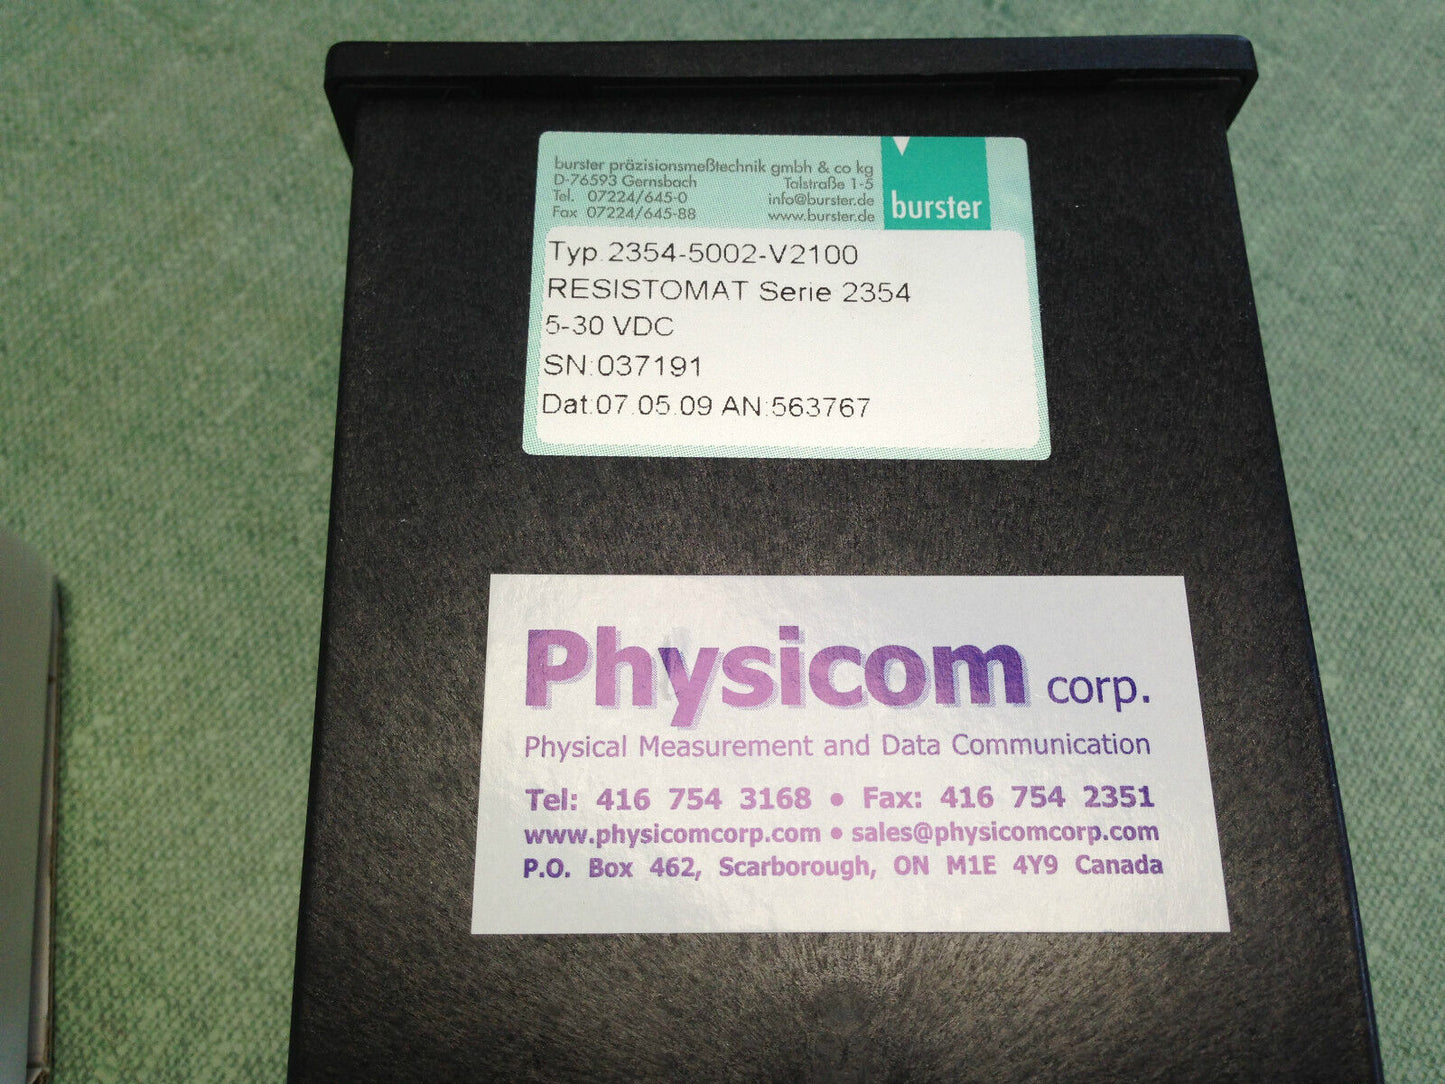 burster präzisionsmeßtechnik gmbh & co kg
D-76593 Gernsbach Talstraße 1-5
Tel. 07224/645-0 info@burster.de
Fax 07224/645-88 www.burster.de
burster
Typ.2354-5002-V2100
RESISTOMAT Serie 2354
5-30 VDC
SN:037191
Dat:07.05.09 AN:563767
Physicom corp.
Physical Measurement and Data Communication
Tel: 416 754 3168 • Fax: 416 754 2351
www.physicomcorp.com • sales@physicomcorp.com
P.O. Box 462, Scarborough, ON M1E 4Y9 Canada